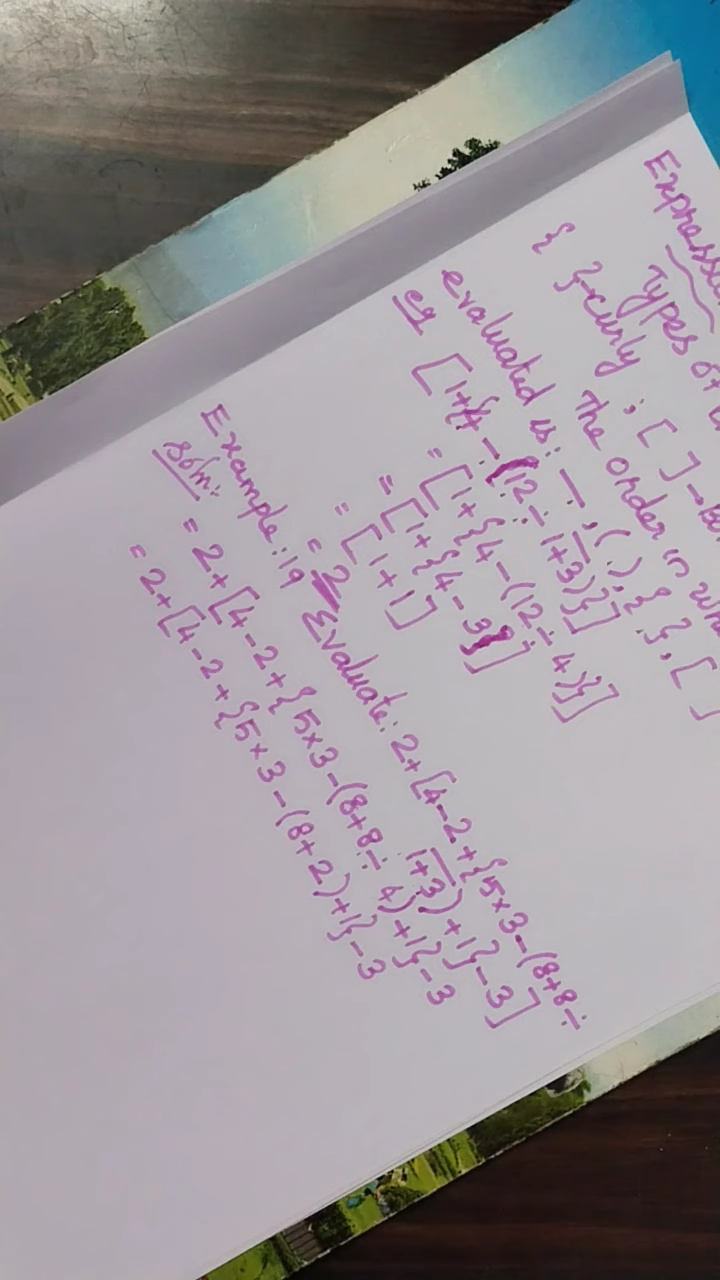 Types of
{ } → curly ; [ ] →
The order in
evaluated is: —, ( ), { }, [ ]
eg [1+{4 - (12 ÷ 1+3)}]
= [1+{4 - (12 ÷ 4)}]
= [1+{4 - 3}]
= [1+1]
= 2
Example: 19 Evaluate: 2+[4-2+{5×3-(8+8÷
1+3)+1}-3]
Soln:
= 2+[4-2+{5×3-(8+8÷ 4)+1}-3
= 2+[4-2+{5×3-(8+2)+1}-3